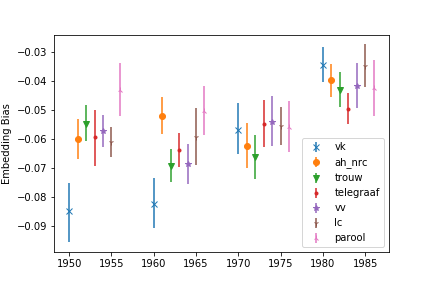 Embedding Bias
−0.03
−0.04
−0.05
−0.06
−0.07
−0.08
−0.09
1950
1955
1960
1965
1970
1975
1980
1985
vk
ah_nrc
trouw
telegraaf
vv
lc
parool